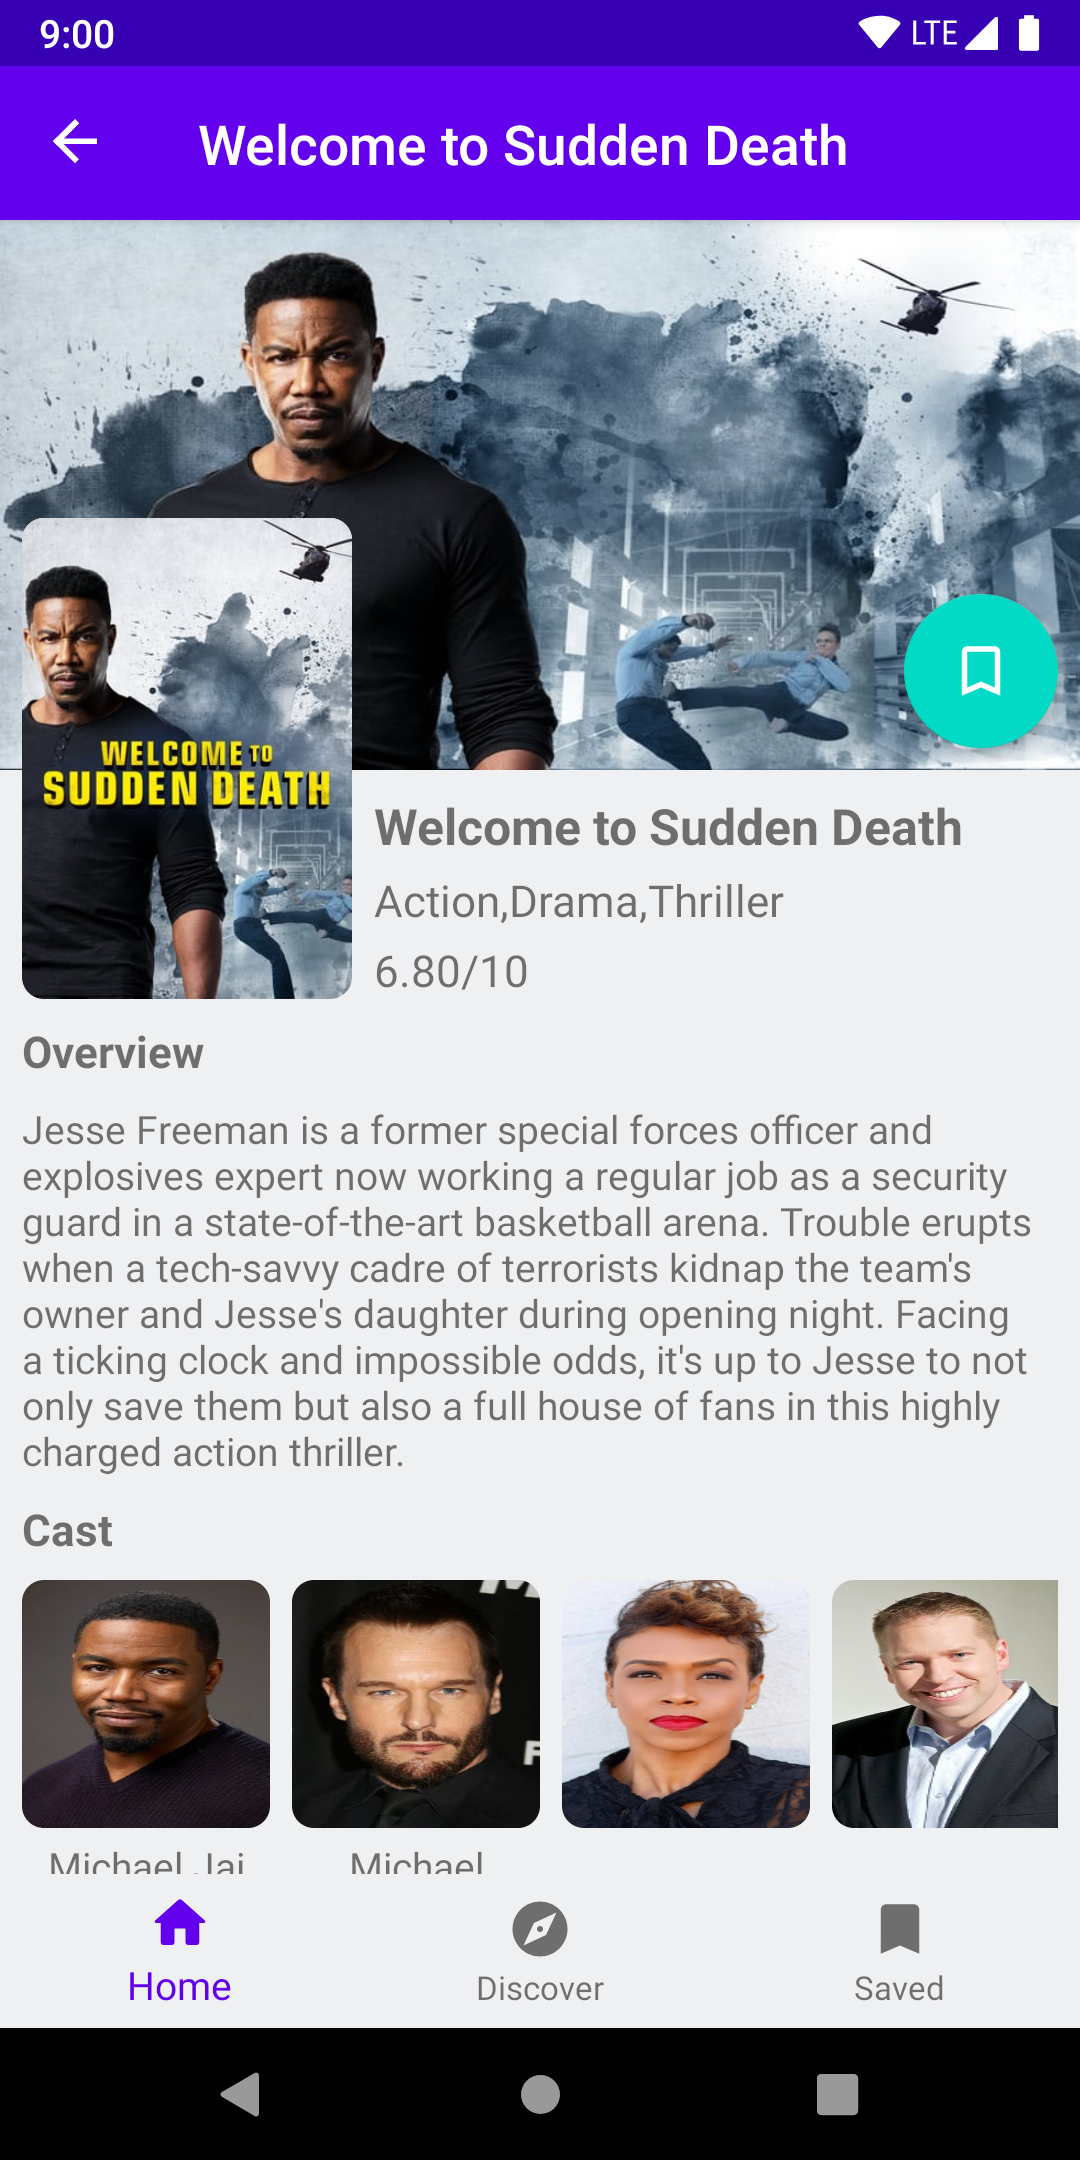 9:00
LTE
Welcome to Sudden Death
WELCOME TO
SUDDEN DEATH
Welcome to Sudden Death
Action,Drama,Thriller
6.80/10
Overview
Jesse Freeman is a former special forces officer and
explosives expert now working a regular job as a security
guard in a state-of-the-art basketball arena. Trouble erupts
when a tech-savvy cadre of terrorists kidnap the team's
owner and Jesse's daughter during opening night. Facing
a ticking clock and impossible odds, it's up to Jesse to not
only save them but also a full house of fans in this highly
charged action thriller.
Cast
Michael Jai
Michael
Home
Discover
Saved